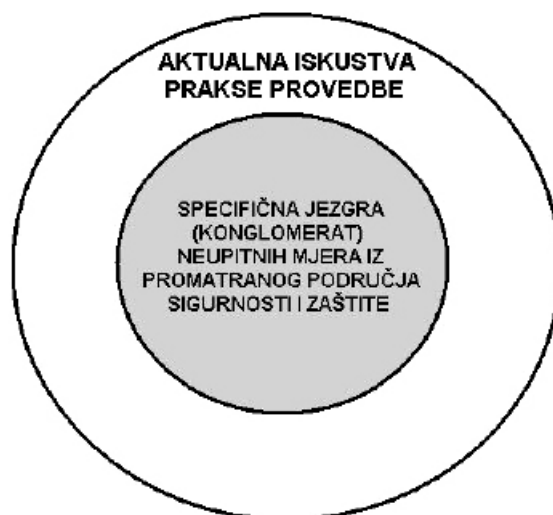 AKTUALNA ISKUSTVA
PRAKSE PROVEDBE
SPECIFIČNA JEZGRA
(KONGLOMERAT)
NEUPITNIH MJERA IZ
PROMATRANOG PODRUČJA
SIGURNOSTI I ZAŠTITE